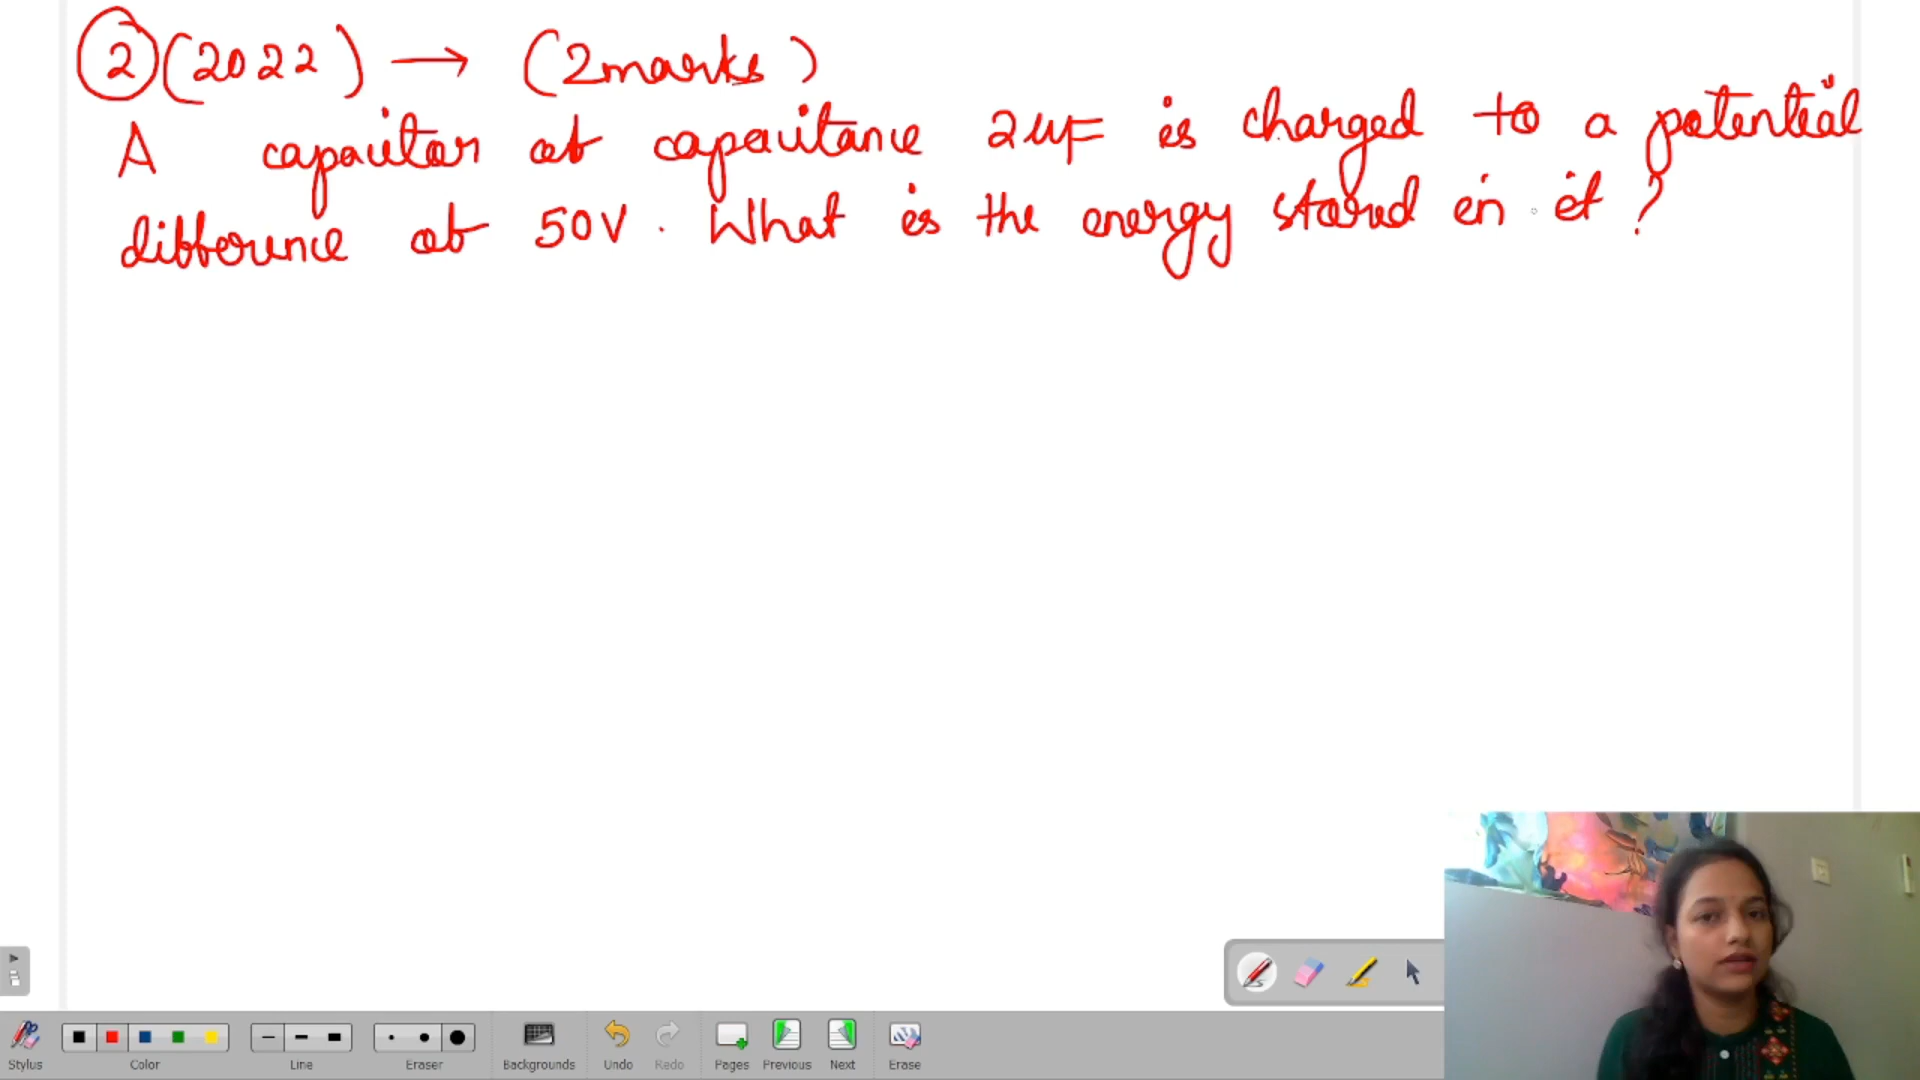 ② (2022) → (2marks)
A capacitor of capacitance 2μF is charged to a potential
difference of 50V. What is the energy stored in it?
Stylus
Color
Line
Eraser
Backgrounds
Undo
Redo
Pages
Previous
Next
Erase